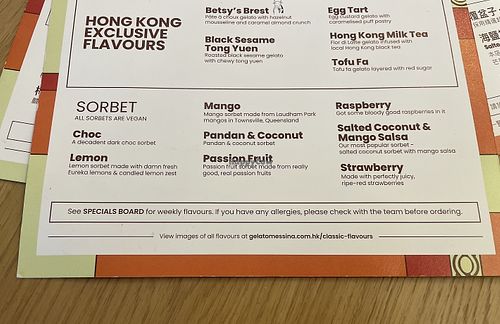 HONG KONG
EXCLUSIVE
FLAVOURS
Betsy's Brest
Pâte à choux gelato with hazelnut
mousseline and caramel almond crunch
Black Sesame
Tong Yuen
Roasted black sesame gelato
with chewy tong yuen
Egg Tart
Egg custard gelato with
caramelised puff pastry
Hong Kong Milk Tea
Fior di Latte gelato infused with
local Hong Kong black tea
Tofu Fa
Tofu fa gelato layered with red sugar
SORBET
ALL SORBETS ARE VEGAN
Choc
A decadent dark choc sorbet
Lemon
Lemon sorbet made with damn fresh
Eureka lemons & candied lemon zest
Mango
Mango sorbet made from Laudham Park
mangos in Townsville, Queensland
Pandan & Coconut
Pandan & coconut sorbet
Passion Fruit
Passion fruit sorbet made from really
good, real passion fruits
Raspberry
Got some bloody good raspberries in it
Salted Coconut &
Mango Salsa
Our most popular sorbet -
salted coconut sorbet with mango salsa
Strawberry
Made with perfectly juicy,
ripe-red strawberries
See SPECIALS BOARD for weekly flavours. If you have any allergies, please check with the team before ordering.
View images of all flavours at gelatomessina.com.hk/classic-flavours